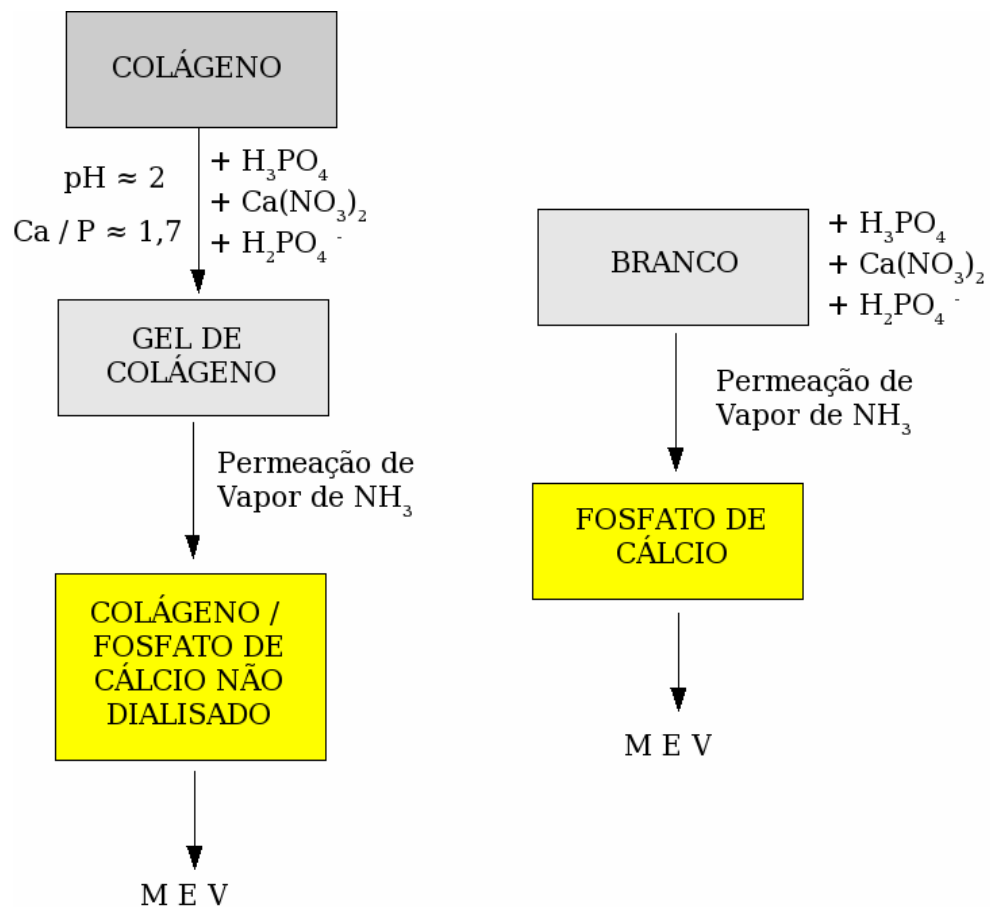 COLÁGENO
pH ≈ 2
Ca / P ≈ 1,7
+ H₃PO₄
+ Ca(NO₃)₂
+ H₂PO₄⁻
GEL DE
COLÁGENO
Permeação de
Vapor de NH₃
COLÁGENO /
FOSFATO DE
CÁLCIO NÃO
DIALISADO
M E V
BRANCO
+ H₃PO₄
+ Ca(NO₃)₂
+ H₂PO₄⁻
Permeação de
Vapor de NH₃
FOSFATO DE
CÁLCIO
M E V